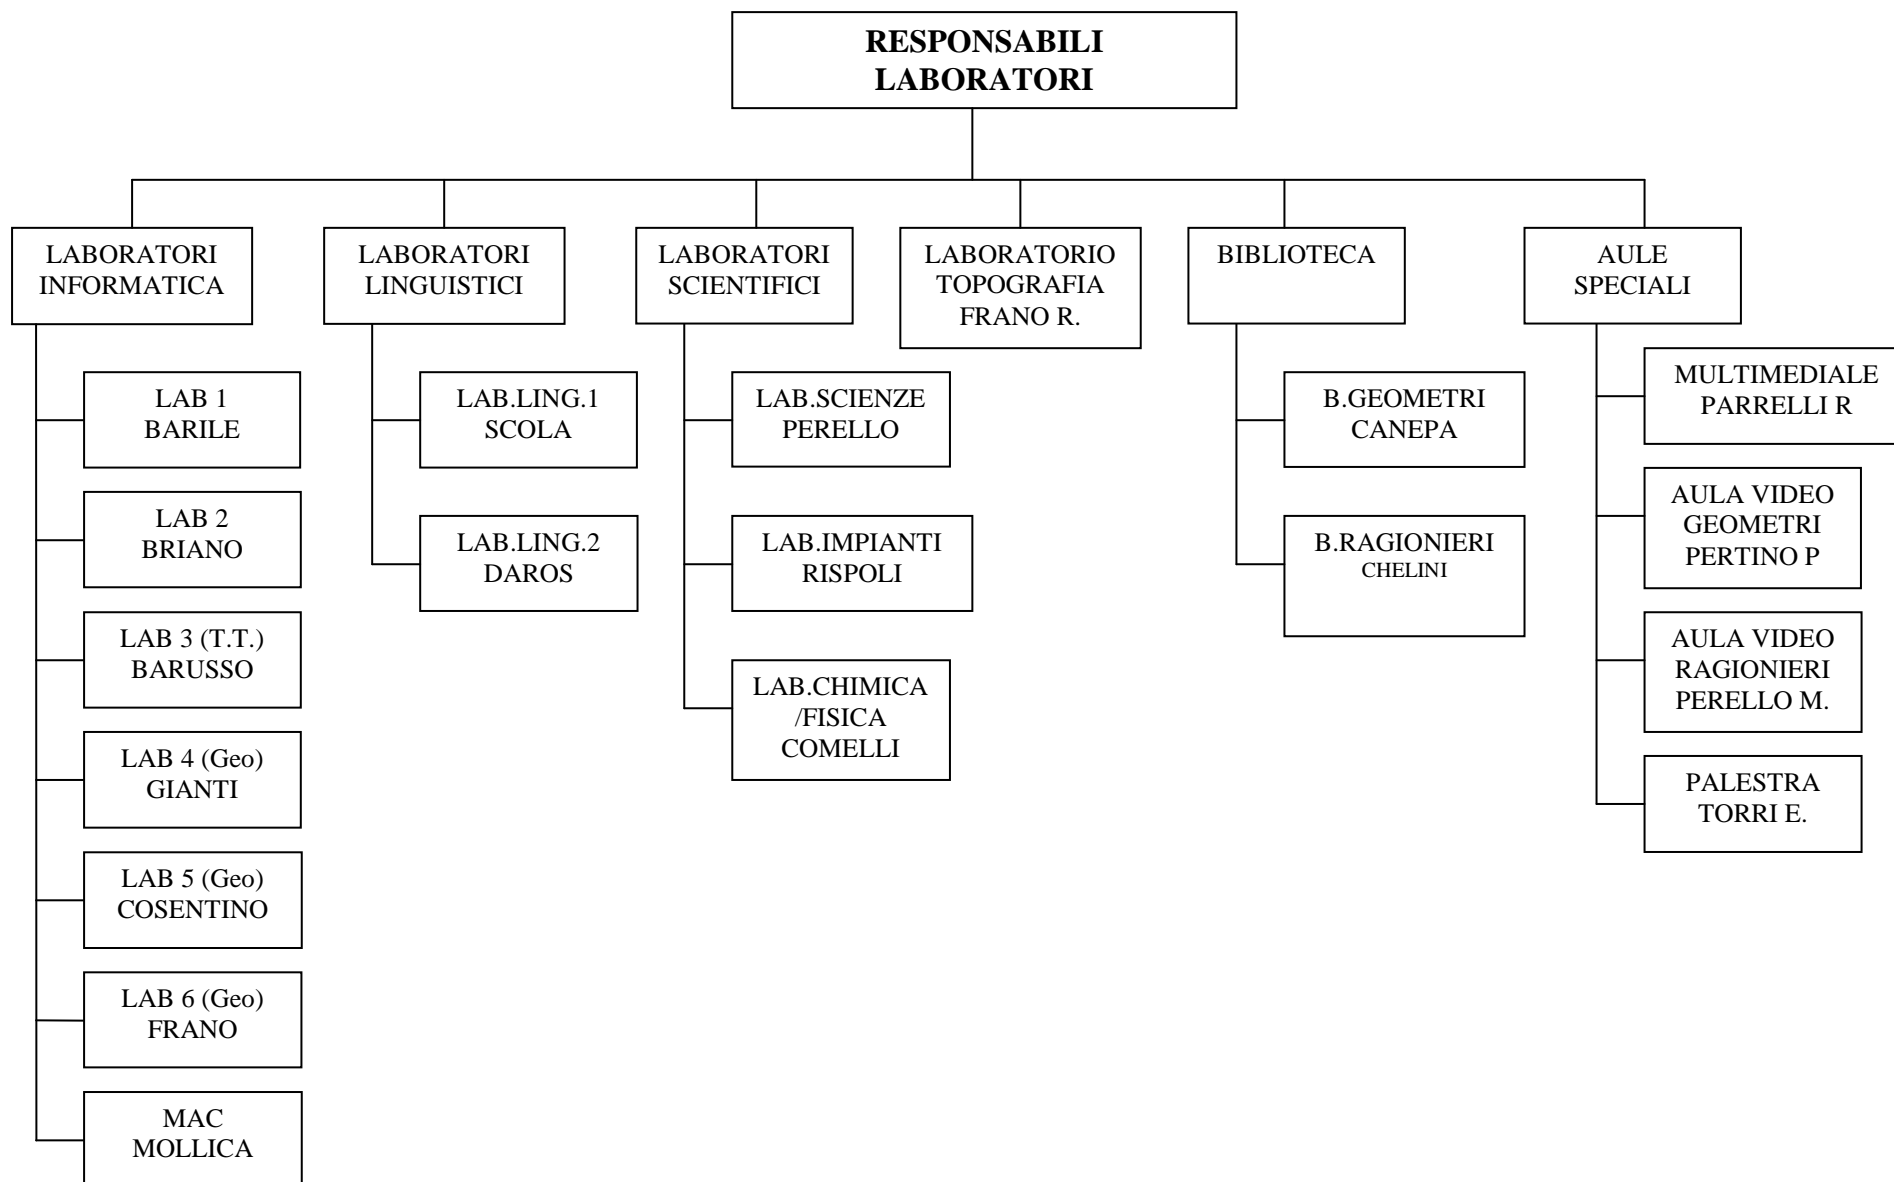 RESPONSABILI
LABORATORI
LABORATORI
INFORMATICA
LAB 1
BARILE
LAB 2
BRIANO
LAB 3 (T.T.)
BARUSSO
LAB 4 (Geo)
GIANTI
LAB 5 (Geo)
COSENTINO
LAB 6 (Geo)
FRANO
MAC
MOLLICA
LABORATORI
LINGUISTICI
LAB.LING.1
SCOLA
LAB.LING.2
DAROS
LABORATORI
SCIENTIFICI
LAB.SCIENZE
PERELLO
LAB.IMPIANTI
RISPOLI
LAB.CHIMICA
/FISICA
COMELLI
LABORATORIO
TOPOGRAFIA
FRANO R.
BIBLIOTECA
B.GEOMETRI
CANEPA
B.RAGIONIERI
CHELINI
AULE
SPECIALI
MULTIMEDIALE
PARRELLI R
AULA VIDEO
GEOMETRI
PERTINO P
AULA VIDEO
RAGIONIERI
PERELLO M.
PALESTRA
TORRI E.